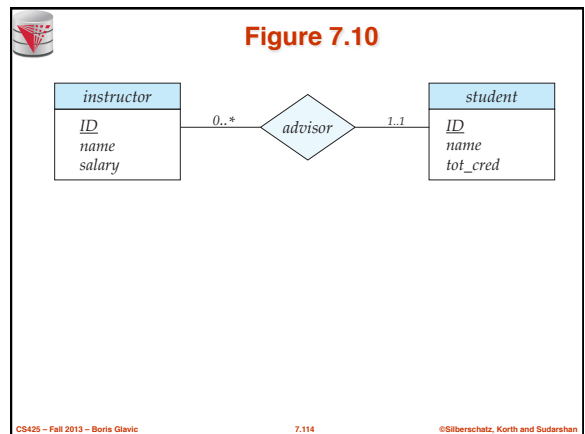 Figure 7.10
instructor
ID
name
salary
0..*
advisor
1..1
student
ID
name
tot_cred
CS425 – Fall 2013 – Boris Glavic 7.114 ©Silberschatz, Korth and Sudarshan